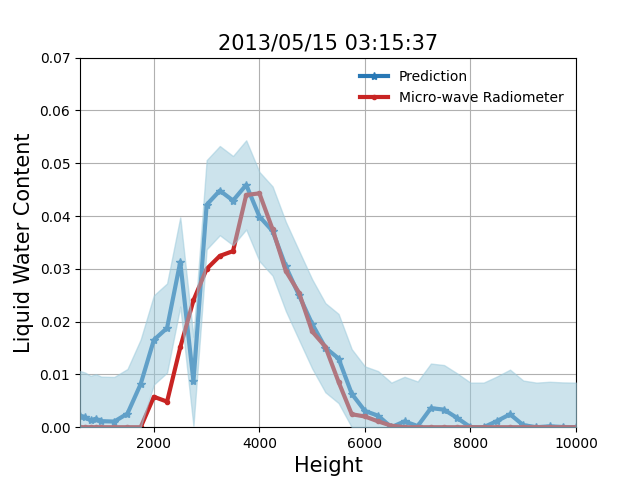 2013/05/15 03:15:37
0.07
0.06
0.05
0.04
0.03
0.02
0.01
0.00
Liquid Water Content
Prediction
Micro-wave Radiometer
2000 4000 6000 8000 10000
Height